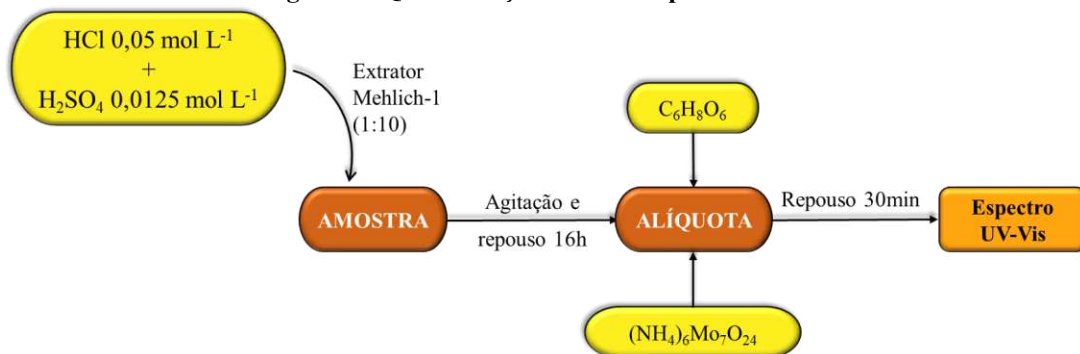 HCl 0,05 mol L⁻¹
+
H₂SO₄ 0,0125 mol L⁻¹
Extrator
Mehlich-1
(1:10)
AMOSTRA
Agitação e
repouso 16h
C₆H₈O₆
ALÍQUOTA
(NH₄)₆Mo₇O₂₄
Repouso 30min
Espectro
UV-Vis